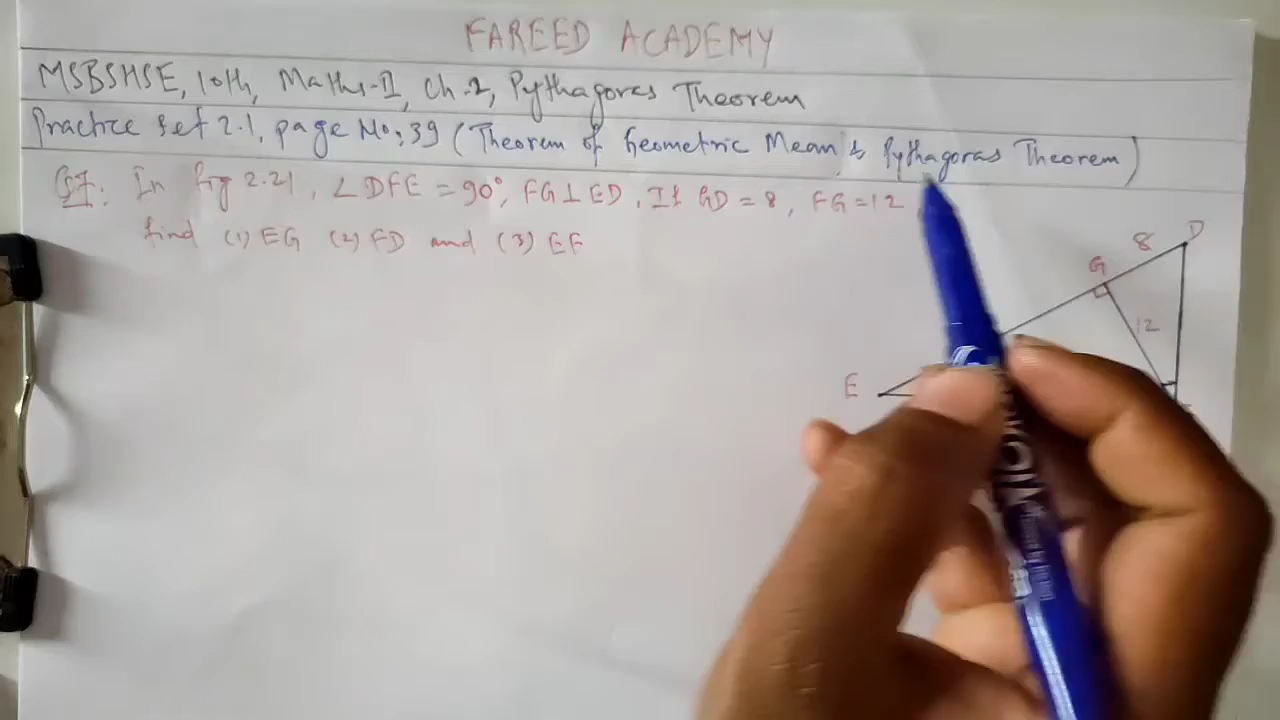 FAREED ACADEMY
MSBSHSE, 10th, Maths-II, Ch.2, Pythagoras Theorem
Practice Set 2.1, page No: 39 (Theorem of Geometric Mean & Pythagoras Theorem)
In fig 2.21, ∠DFE = 90°, FG⊥ED, If GD = 8, FG=12
find (1) EG (2) FD and (3) EF
D
8
G
12
E